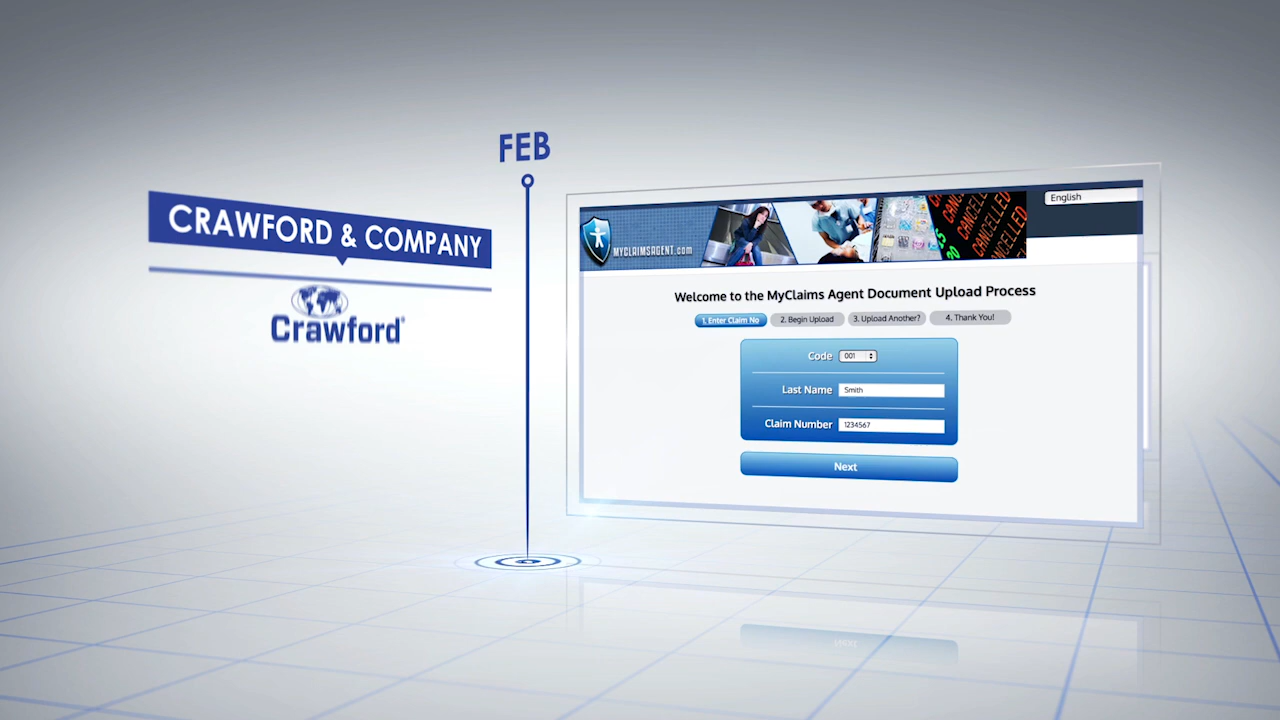 FEB
CRAWFORD & COMPANY
Crawford®
MYCLAIMSAGENT.com
CANCELLED
CANCELLED
CANCELLED
English
Welcome to the MyClaims Agent Document Upload Process
1. Enter Claim No
2. Begin Upload
3. Upload Another?
4. Thank You!
Code 001
Last Name Smith
Claim Number 1234567
Next